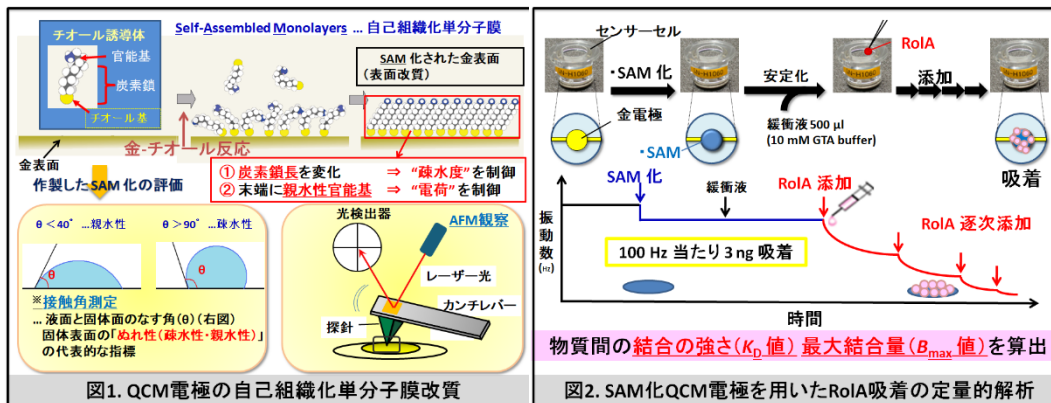 Self-Assembled Monolayers … 自己組織化単分子膜
チオール誘導体
官能基
炭素鎖
チオール基
金表面
金-チオール反応
SAM 化された金表面
(表面改質)
① 炭素鎖長を変化 ⇒ “疎水度”を制御
② 末端に親水性官能基 ⇒ “電荷”を制御
作製したSAM 化の評価
θ<40° …親水性
θ>90° …疎水性
θ
θ
※接触角測定
… 液面と固体面のなす角(θ)(右図)
固体表面の「ぬれ性(疎水性・親水性)」
の代表的な指標
光検出器
AFM観察
レーザー光
カンチレバー
探針
図1. QCM電極の自己組織化単分子膜改質
センサーセル
・SAM 化
安定化
緩衝液 500 μl
(10 mM GTA buffer)
RolA
添加
金電極
・SAM
吸着
SAM 化
緩衝液
RolA 添加
RolA 逐次添加
振動数(Hz)
100 Hz 当たり 3 ng 吸着
時間
物質間の結合の強さ(KD 値) 最大結合量(Bmax 値)を算出
図2. SAM化QCM電極を用いたRolA吸着の定量的解析